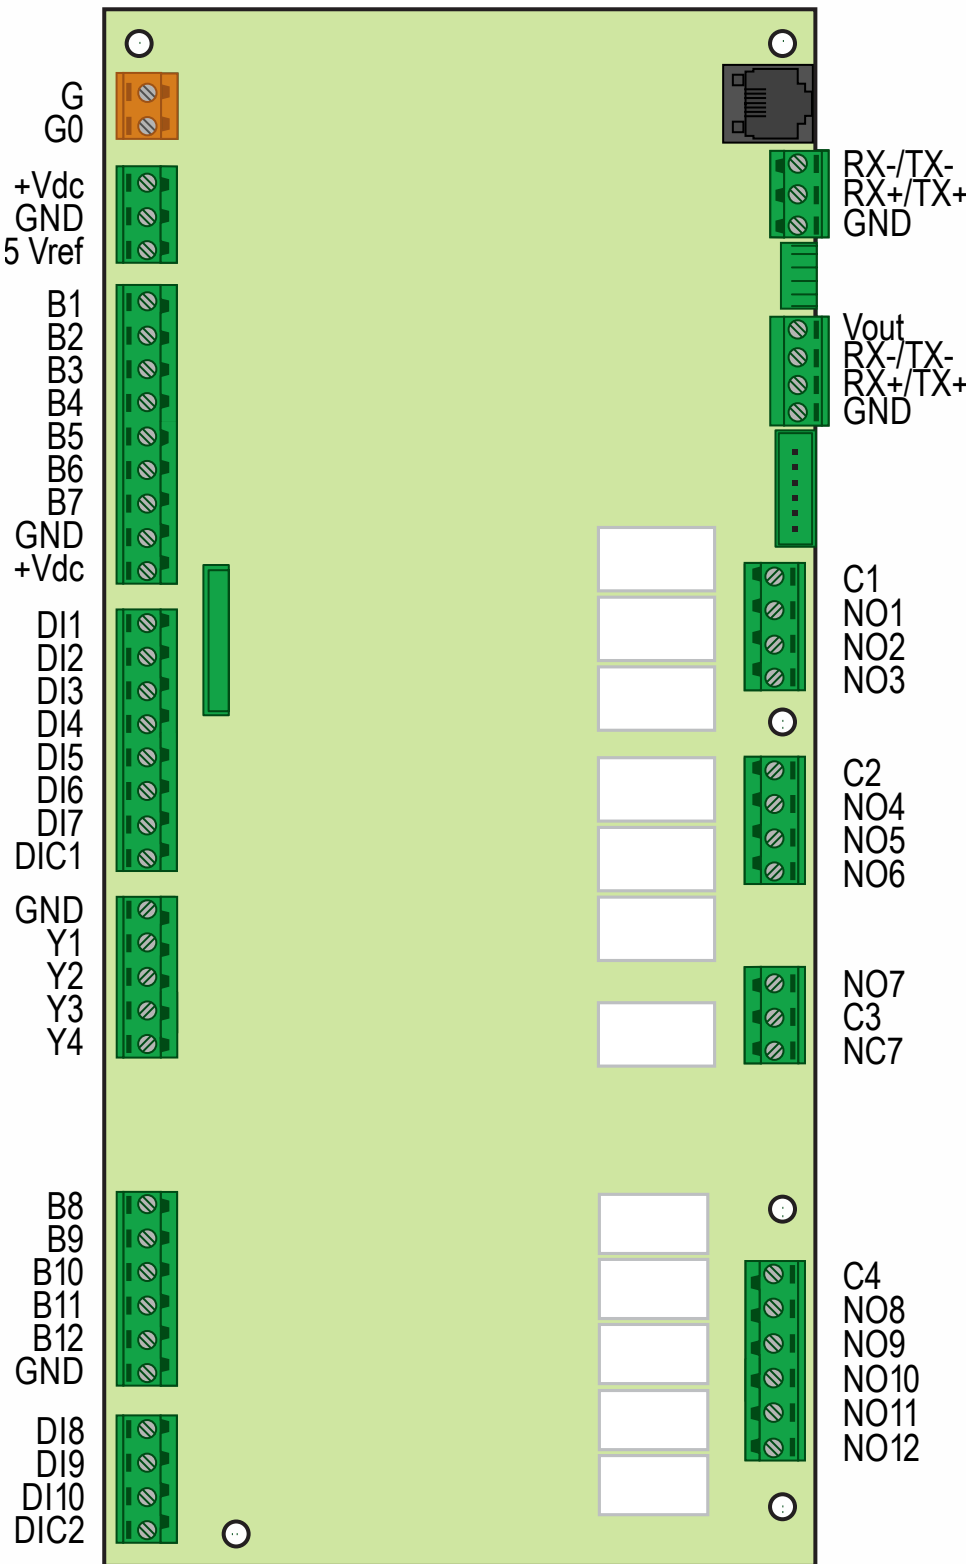 G
G0
+Vdc
GND
5 Vref
B1
B2
B3
B4
B5
B6
B7
GND
+Vdc
DI1
DI2
DI3
DI4
DI5
DI6
DI7
DIC1
GND
Y1
Y2
Y3
Y4
B8
B9
B10
B11
B12
GND
DI8
DI9
DI10
DIC2
RX-/TX-
RX+/TX+
GND
Vout
RX-/TX-
RX+/TX+
GND
C1
NO1
NO2
NO3
C2
NO4
NO5
NO6
NO7
C3
NC7
C4
NO8
NO9
NO10
NO11
NO12